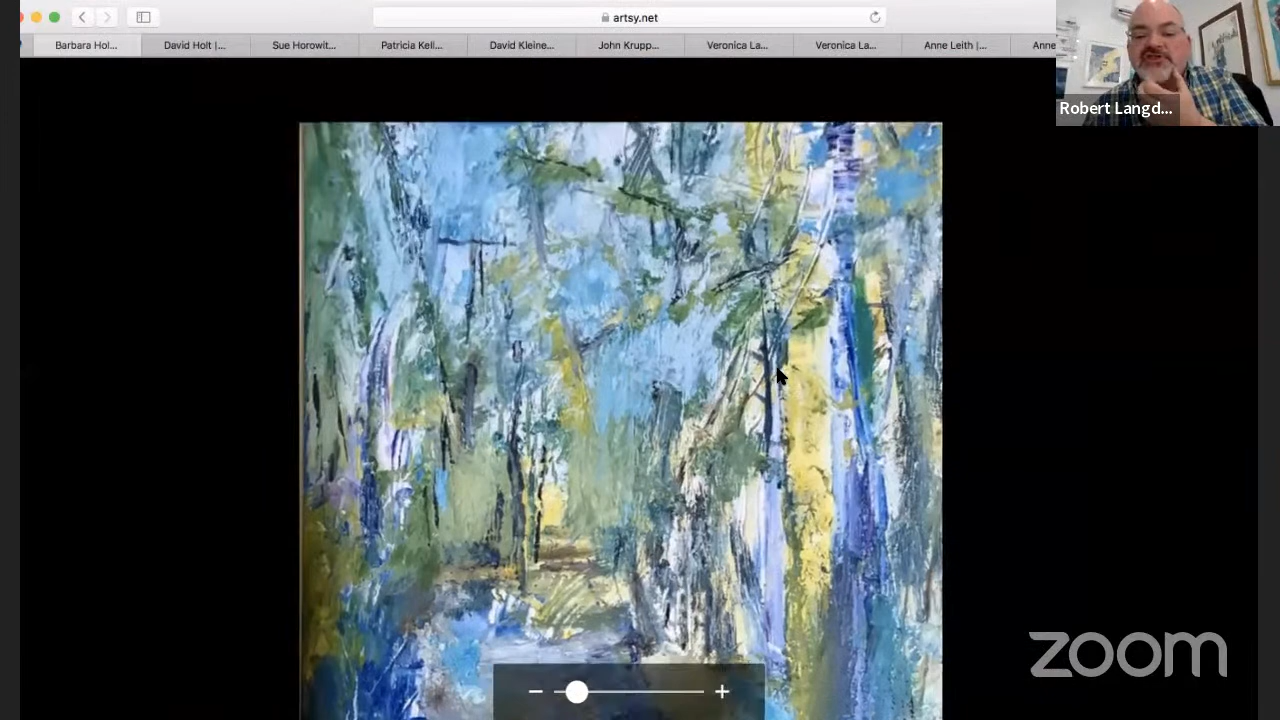 artsy.net
Barbara Hol...
David Holt |...
Sue Horowit...
Patricia Kell...
David Kleine...
John Krupp...
Veronica La...
Veronica La...
Anne Leith |...
Anne
Robert Langd...
zoom